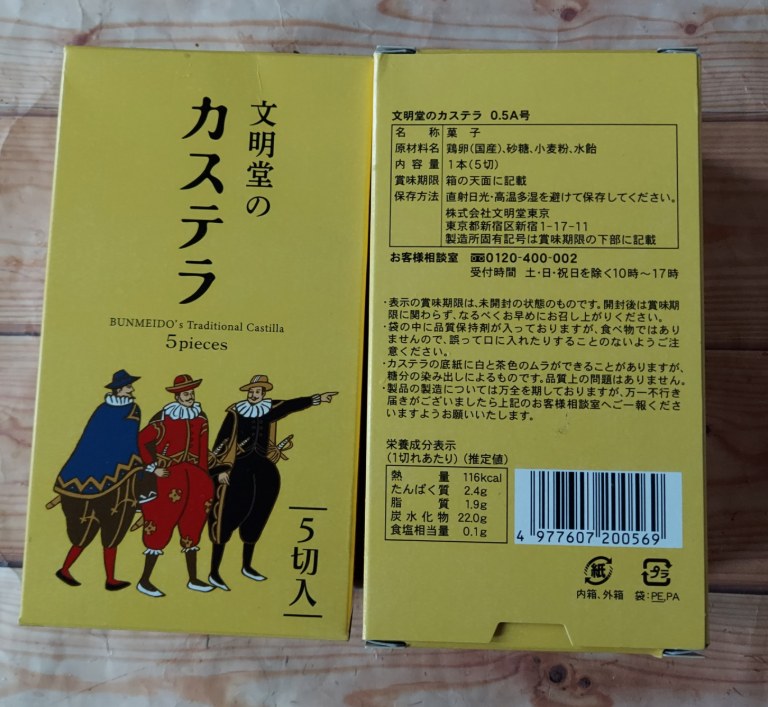 文明堂の
カステラ
BUNMEIDO's Traditional Castilla
5pieces
5切入
文明堂のカステラ 0.5A号
名 称 菓 子
原材料名 鶏卵(国産)、砂糖、小麦粉、水飴
内 容 量 1本(5切)
賞味期限 箱の天面に記載
保存方法 直射日光・高温多湿を避けて保存してください。
株式会社文明堂東京
東京都新宿区新宿1-17-11
製造所固有記号は賞味期限の下部に記載
お客様相談室 0120-400-002
受付時間 土・日・祝日を除く10時〜17時
・表示の賞味期限は、未開封の状態のものです。開封後は賞味期
限に関わらず、なるべくお早めにお召し上がりください。
・袋の中に品質保持剤が入っておりますが、食べ物ではあり
ませんので、誤って口に入れたりすることのないようご注
意ください。
・カステラの底紙に白と茶色のムラができることがありますが、
糖分の染み出しによるものです。品質上の問題はありません。
・製品の製造については万全を期しておりますが、万一不行き
届きがございましたら上記のお客様相談室へご一報くださ
いますようお願いいたします。
栄養成分表示
(1切れあたり)(推定値)
熱 量 116kcal
たんぱく質 2.4g
脂 質 1.9g
炭 水 化 物 22.0g
食塩相当量 0.1g
4 977607 200569
紙
プラ
内箱、外箱 袋:PE,PA